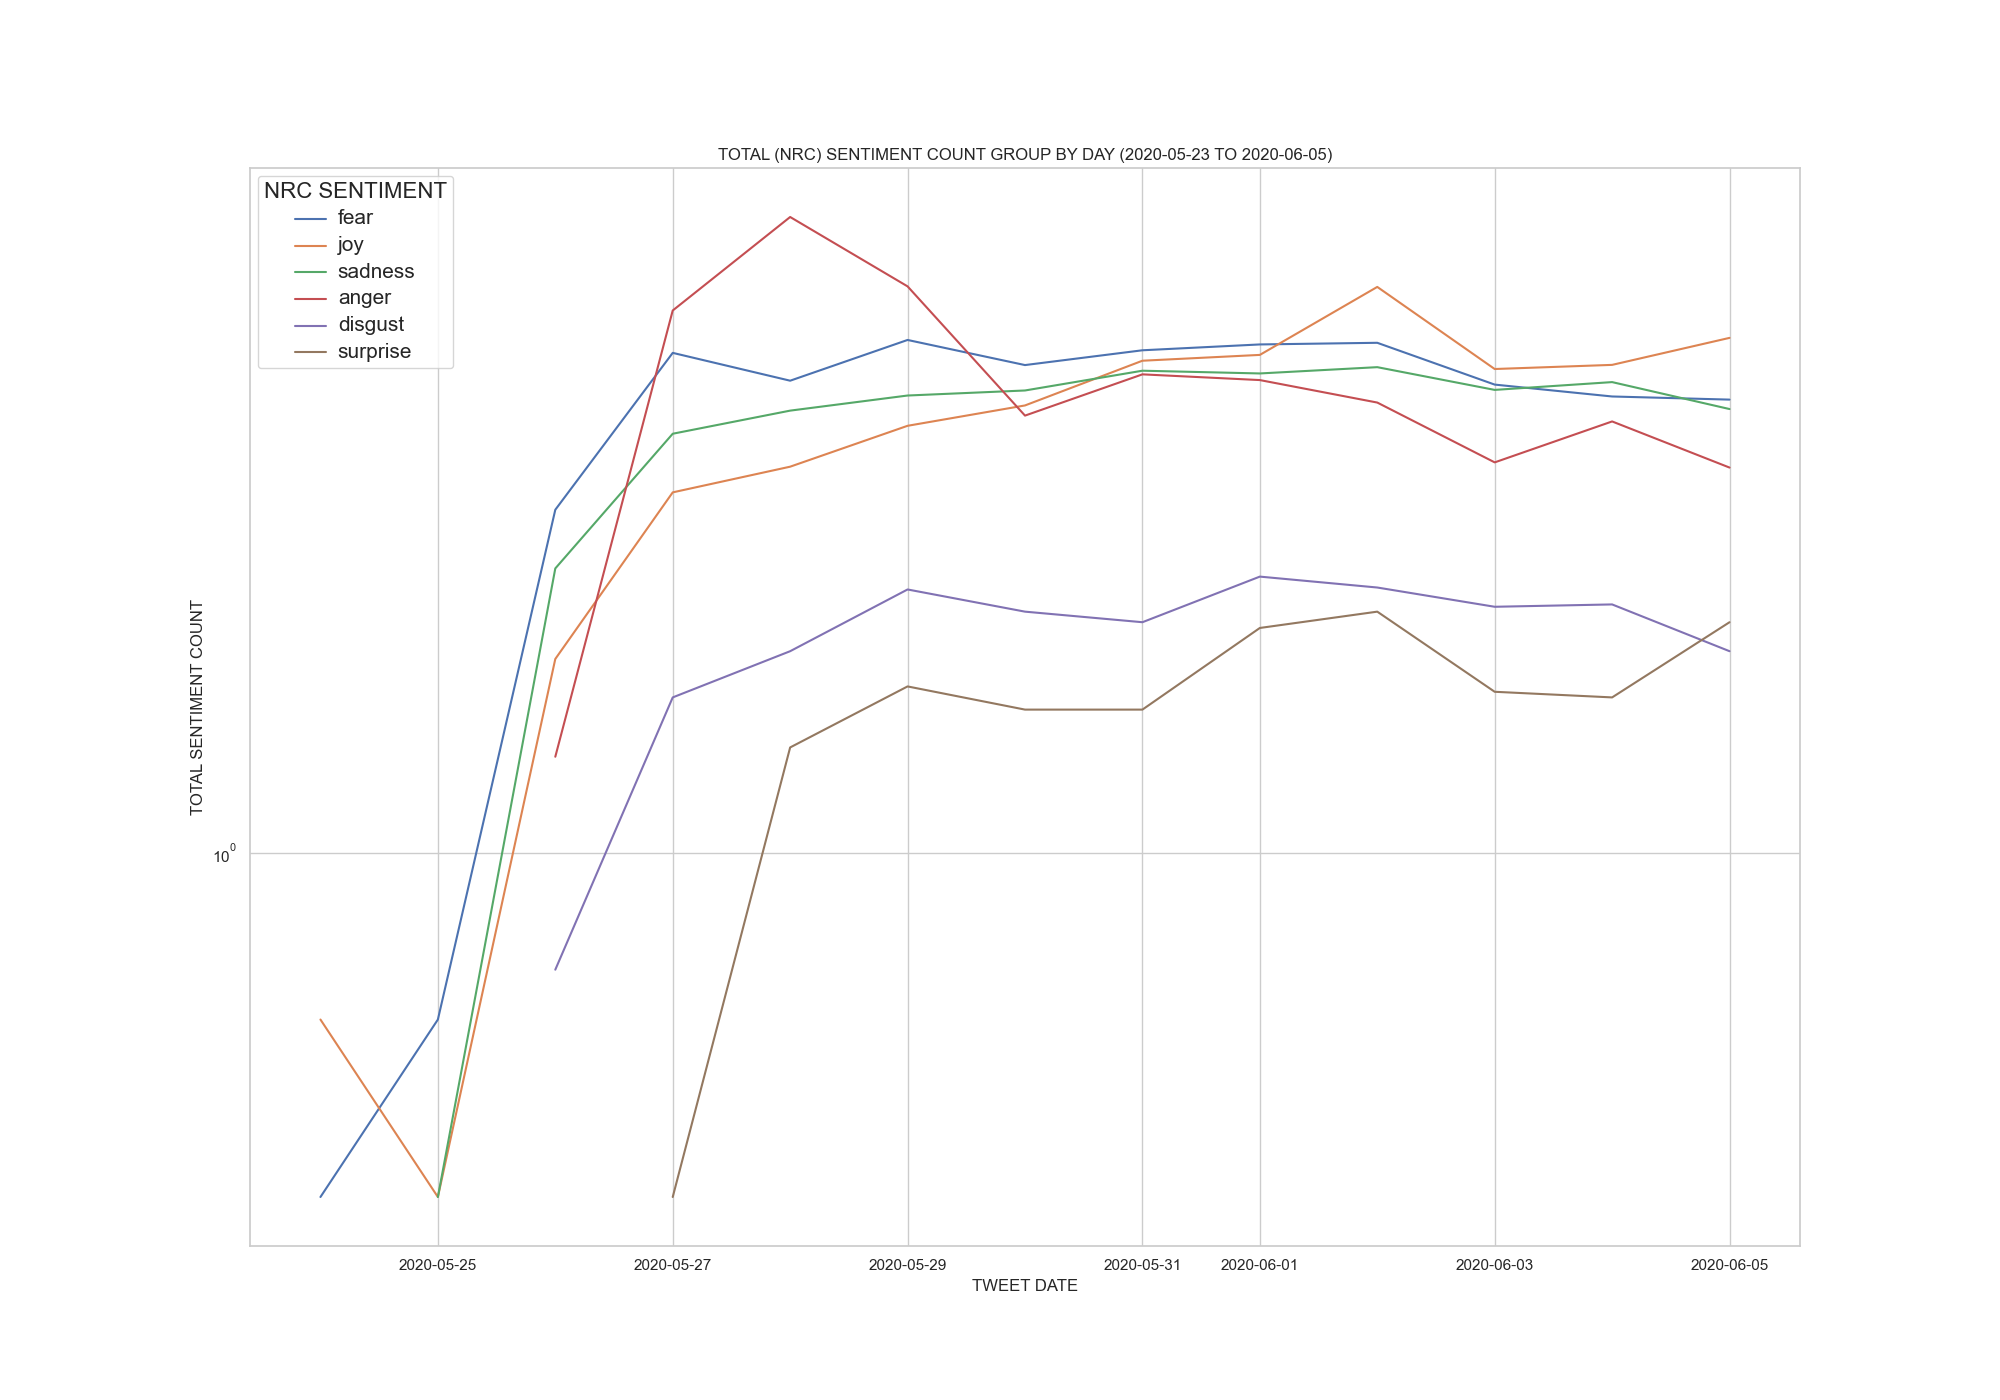 TOTAL (NRC) SENTIMENT COUNT GROUP BY DAY (2020-05-23 TO 2020-06-05)
NRC SENTIMENT
fear
joy
sadness
anger
disgust
surprise
TOTAL SENTIMENT COUNT
10^0
2020-05-25 2020-05-27 2020-05-29 2020-05-31 2020-06-01 2020-06-03 2020-06-05
TWEET DATE